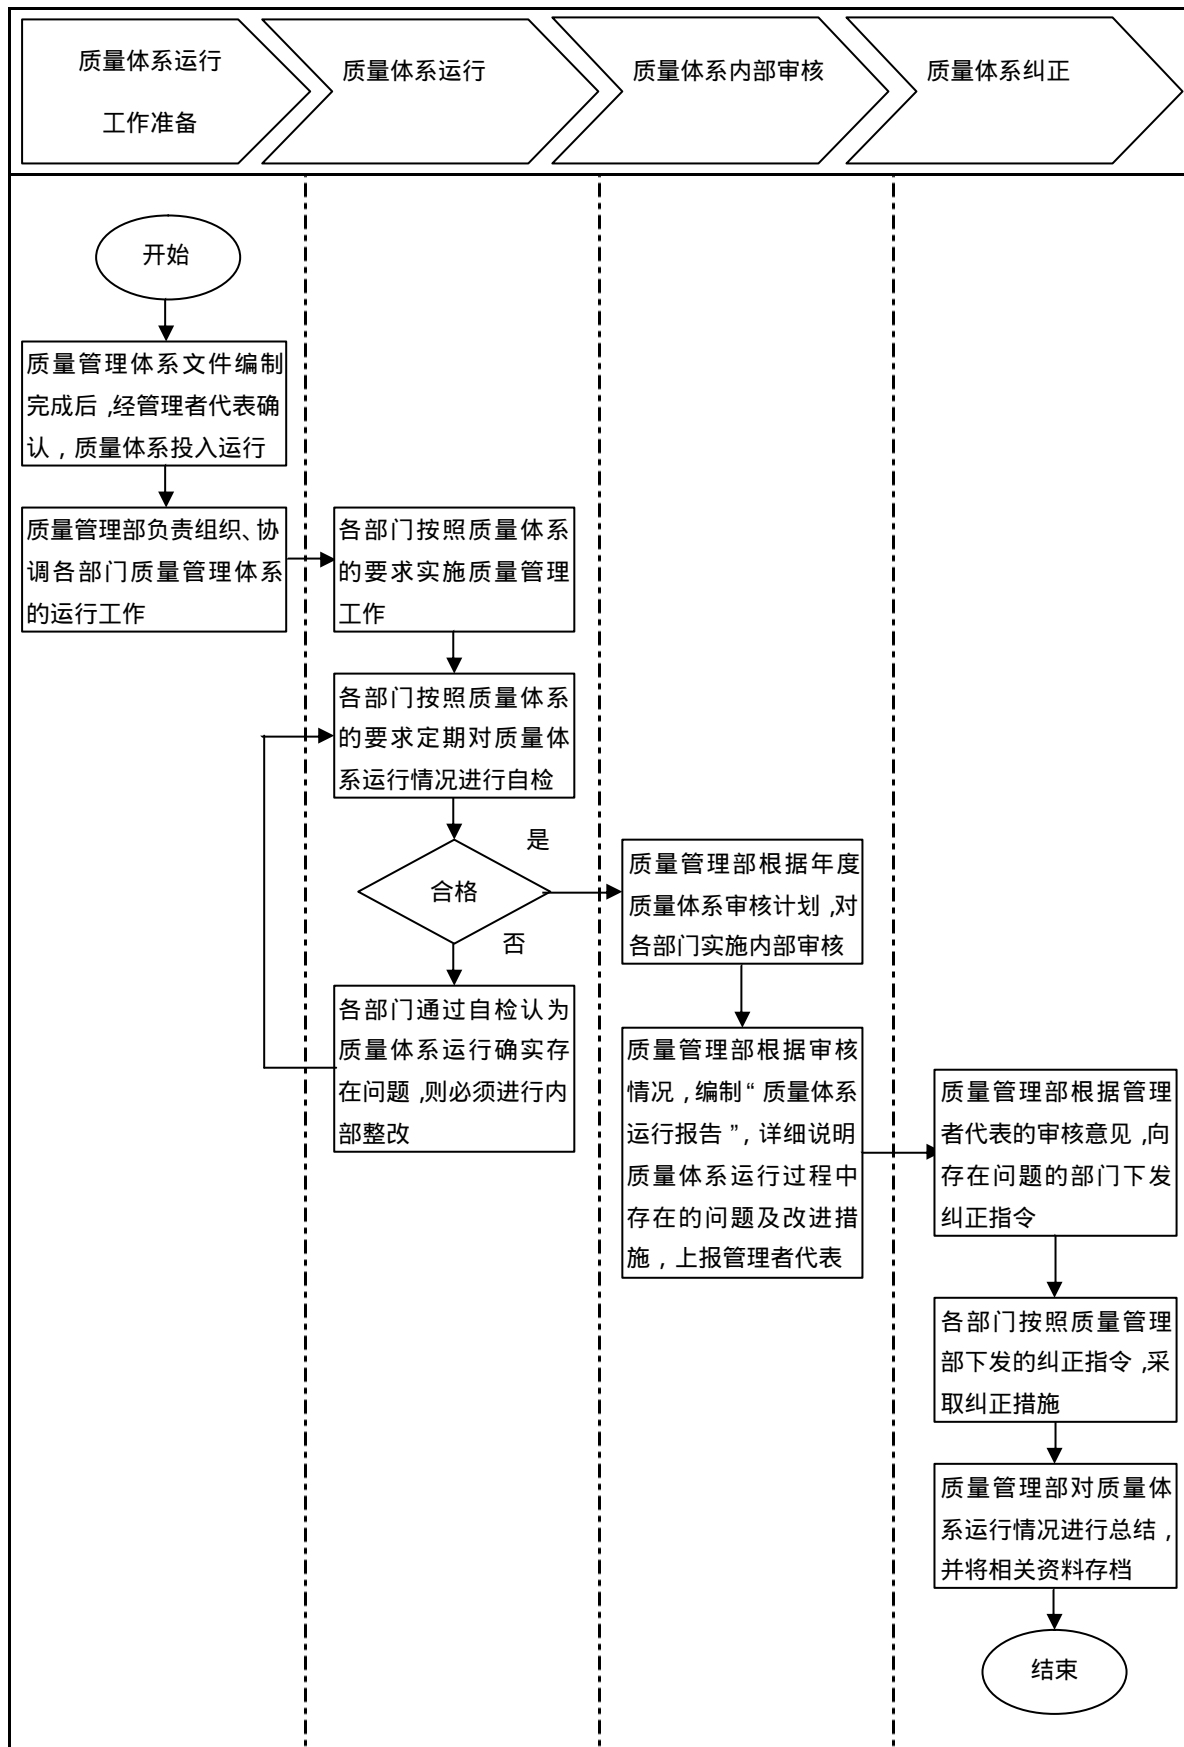 质量体系运行
工作准备
质量体系运行
质量体系内部审核
质量体系纠正
开始
质量管理体系文件编制
完成后,经管理者代表确
认,质量体系投入运行
质量管理部负责组织、协
调各部门质量管理体系
的运行工作
各部门按照质量体系
的要求实施质量管理
工作
各部门按照质量体系
的要求定期对质量体
系运行情况进行自检
是
合格
否
各部门通过自检认为
质量体系运行确实存
在问题,则必须进行内
部整改
质量管理部根据年度
质量体系审核计划,对
各部门实施内部审核
质量管理部根据审核
情况,编制“质量体系
运行报告”,详细说明
质量体系运行过程中
存在的问题及改进措
施,上报管理者代表
质量管理部根据管理
者代表的审核意见,向
存在问题的部门下发
纠正指令
各部门按照质量管理
部下发的纠正指令,采
取纠正措施
质量管理部对质量体
系运行情况进行总结,
并将相关资料存档
结束